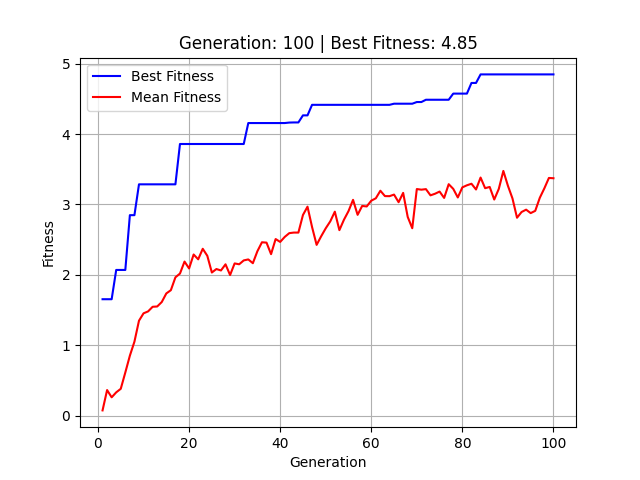 Generation: 100 | Best Fitness: 4.85
Best Fitness
Mean Fitness
Fitness
5
4
3
2
1
0
0 20 40 60 80 100
Generation